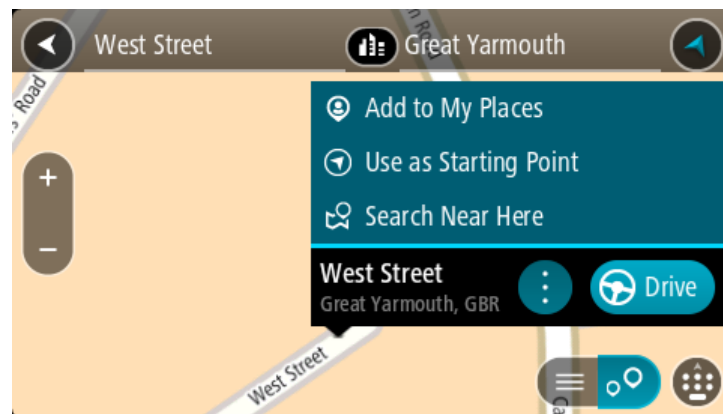 West Street
Great Yarmouth
Road
Road
Add to My Places
Use as Starting Point
Search Near Here
West Street
Great Yarmouth, GBR
Drive
West Street